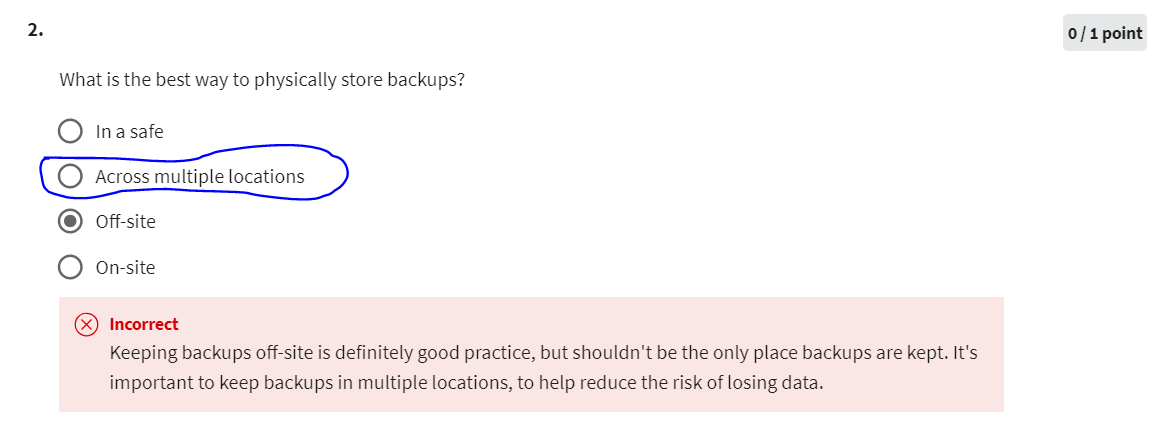 2.
0 / 1 point
What is the best way to physically store backups?
In a safe
Across multiple locations
Off-site
On-site
Incorrect
Keeping backups off-site is definitely good practice, but shouldn't be the only place backups are kept. It's
important to keep backups in multiple locations, to help reduce the risk of losing data.